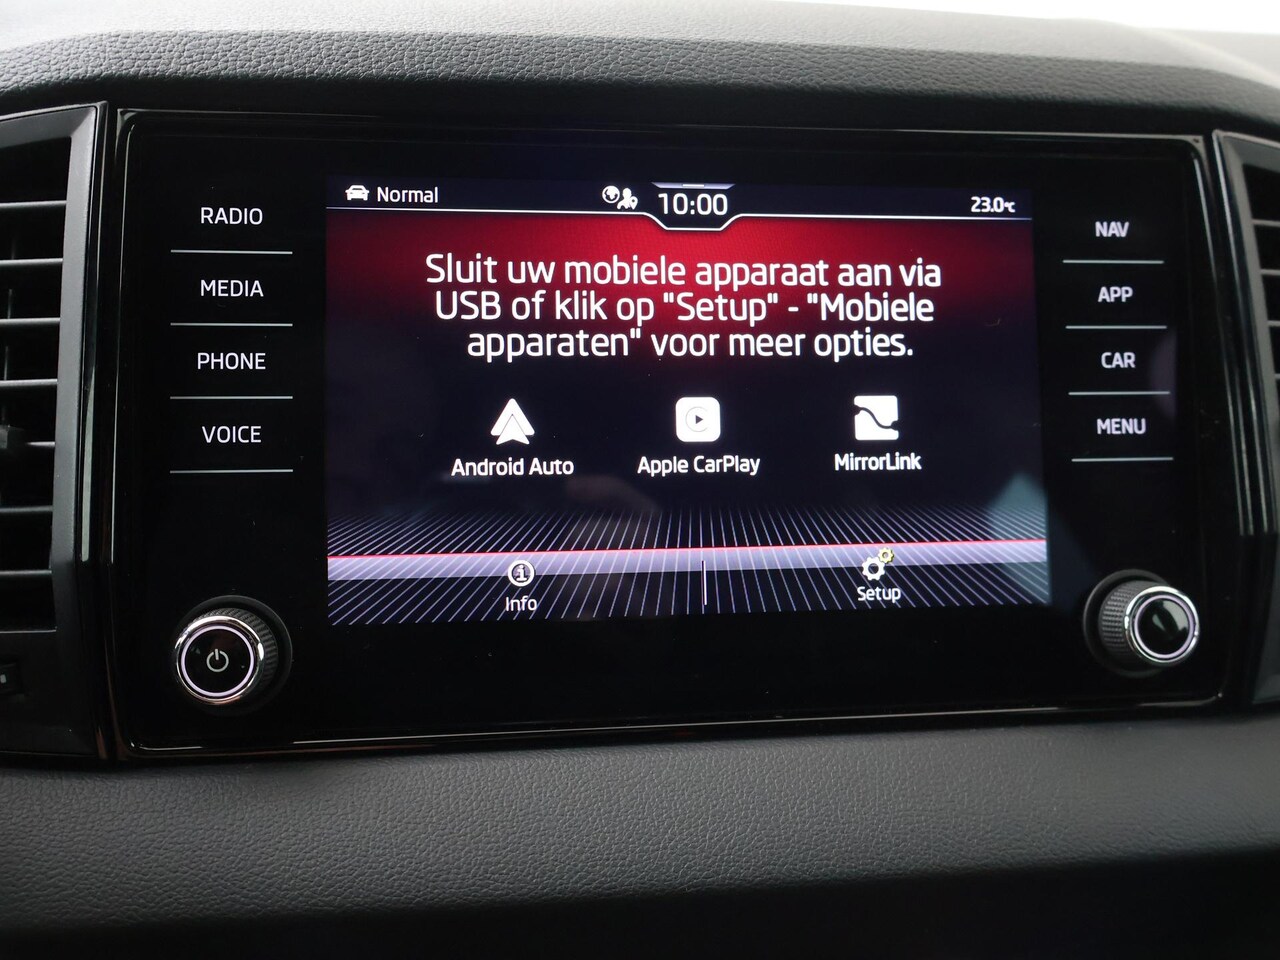 Normal
10:00
23.0°C
RADIO
MEDIA
PHONE
VOICE
NAV
APP
CAR
MENU
Sluit uw mobiele apparaat aan via
USB of klik op "Setup" - "Mobiele
apparaten" voor meer opties.
Android Auto
Apple CarPlay
MirrorLink
Info
Setup